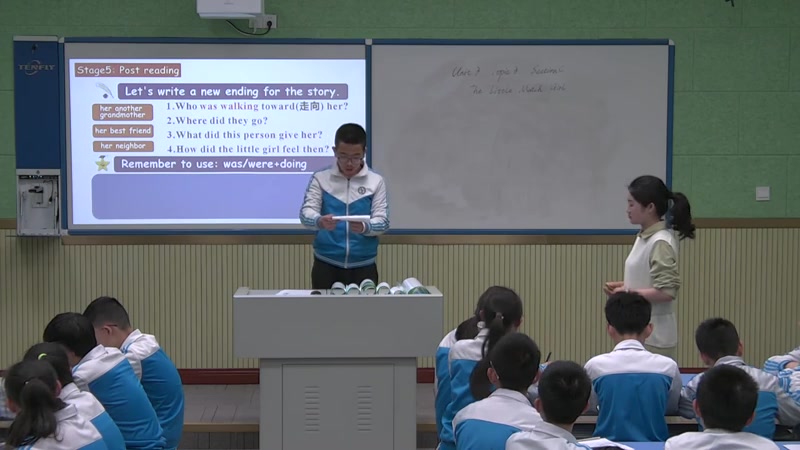 TENFIT
Stage5: Post reading
Let's write a new ending for the story.
her another
grandmother
her best friend
her neighbor
1.Who was walking toward(走向) her?
2.Where did they go?
3.What did this person give her?
4.How did the little girl feel then?
Remember to use: was/were+doing
The Little Match Girl